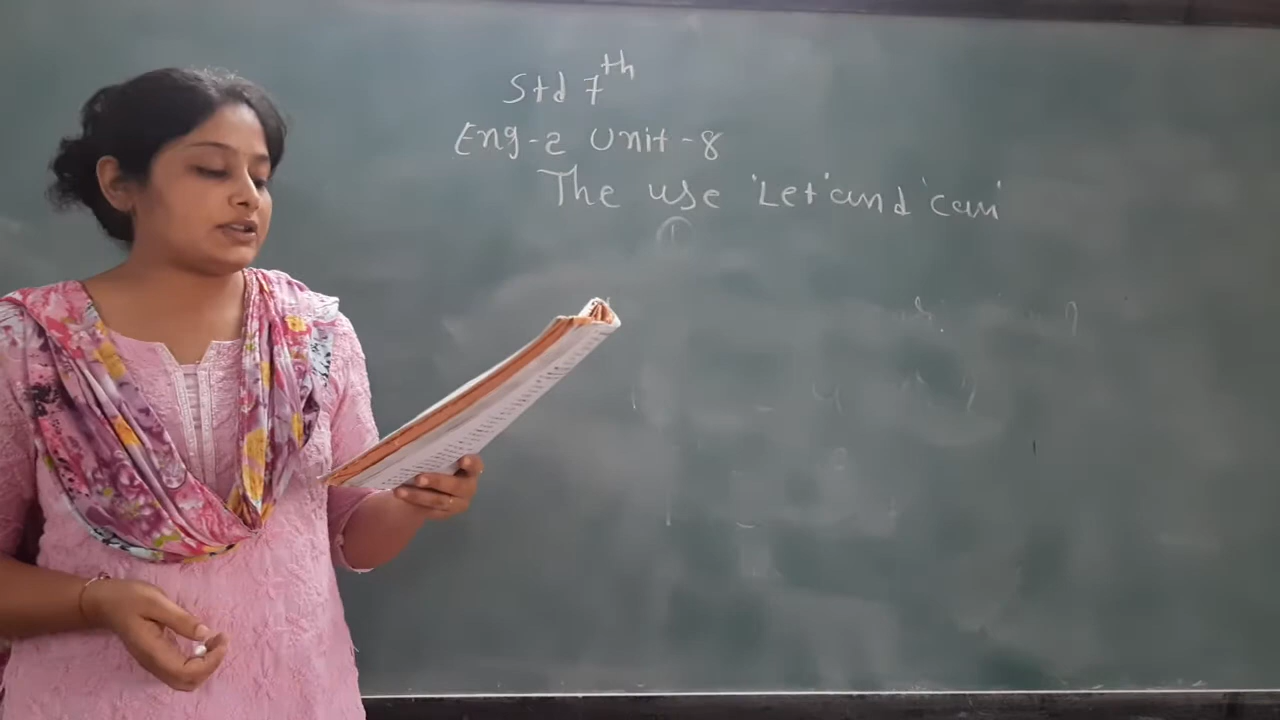 Std 7th
Eng-2 Unit-8
The use 'Let' and 'can'